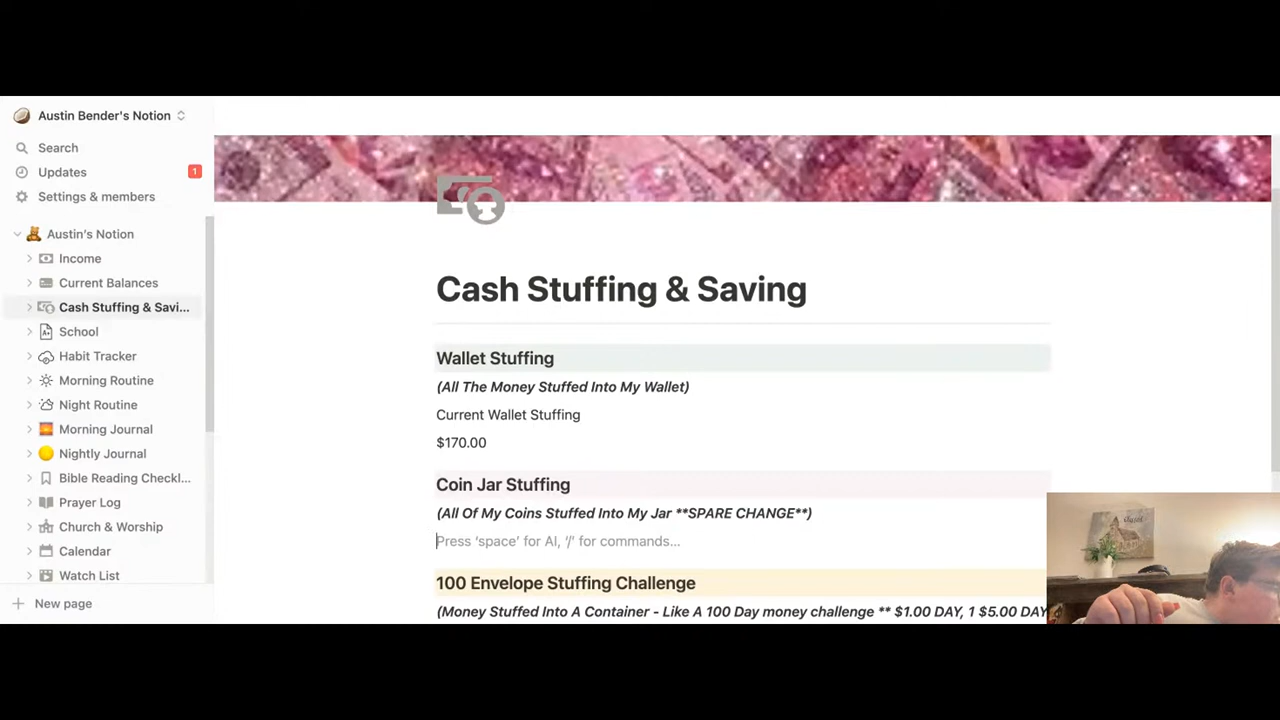 Austin Bender's Notion
Search
Updates
1
Settings & members
Austin's Notion
Income
Current Balances
Cash Stuffing & Savi...
School
Habit Tracker
Morning Routine
Night Routine
Morning Journal
Nightly Journal
Bible Reading Checkl...
Prayer Log
Church & Worship
Calendar
Watch List
New page
Cash Stuffing & Saving
Wallet Stuffing
(All The Money Stuffed Into My Wallet)
Current Wallet Stuffing
$170.00
Coin Jar Stuffing
(All Of My Coins Stuffed Into My Jar **SPARE CHANGE**)
Press ‘space’ for AI, ‘/’ for commands...
100 Envelope Stuffing Challenge
(Money Stuffed Into A Container - Like A 100 Day money challenge ** $1.00 DAY, 1 $5.00 DAY